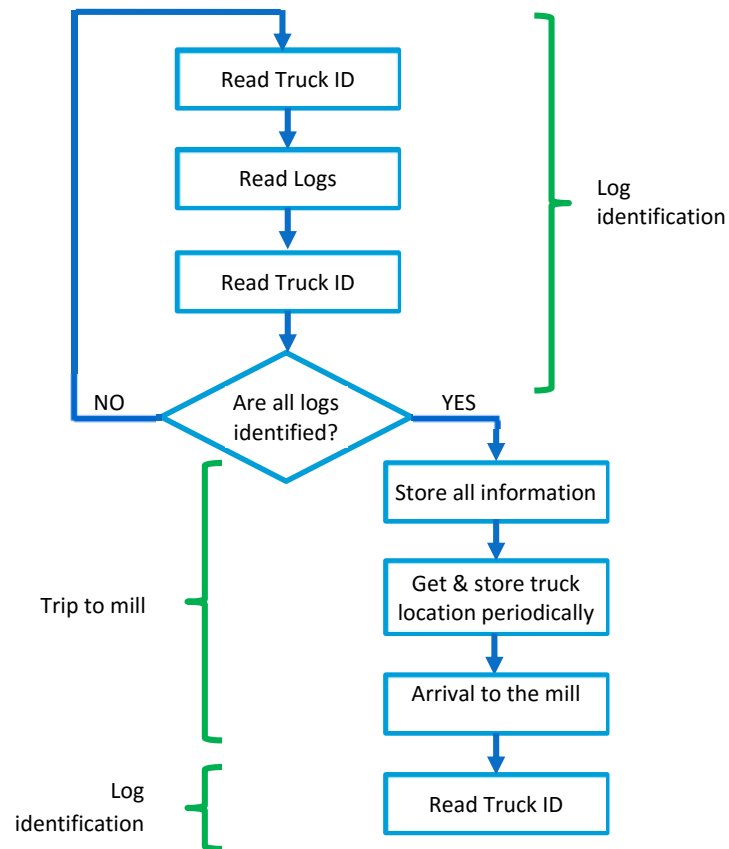 Read Truck ID
Read Logs
Log
identification
Read Truck ID
NO
Are all logs
identified?
YES
Store all information
Trip to mill
Get & store truck
location periodically
Arrival to the mill
Log
identification
Read Truck ID